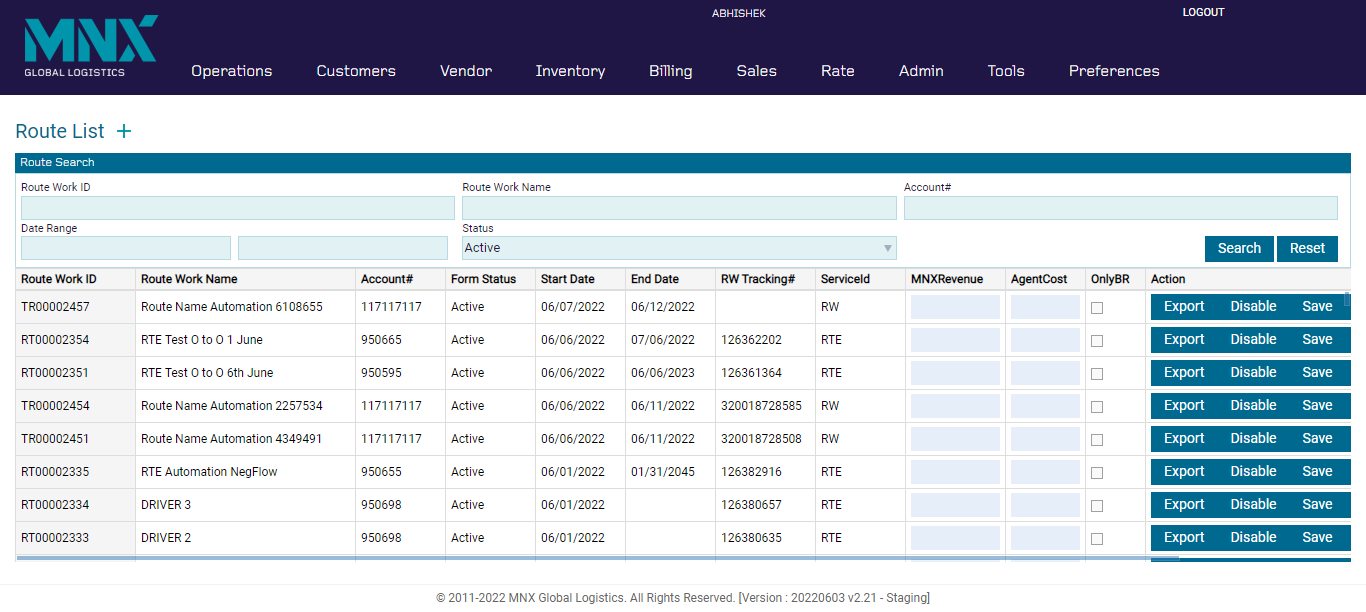 ABHISHEK
LOGOUT
MNX
GLOBAL LOGISTICS
Operations Customers Vendor Inventory Billing Sales Rate Admin Tools Preferences
Route List +
Route Search
Route Work ID Route Work Name Account#
Date Range Status
Active
Search Reset
Route Work ID Route Work Name Account# Form Status Start Date End Date RW Tracking# ServiceId MNXRevenue AgentCost OnlyBR Action
TR00002457 Route Name Automation 6108655 117117117 Active 06/07/2022 06/12/2022 RW Export Disable Save
RT00002354 RTE Test O to O 1 June 950665 Active 06/06/2022 07/06/2022 126362202 RTE Export Disable Save
RT00002351 RTE Test O to O 6th June 950595 Active 06/06/2022 06/06/2023 126361364 RTE Export Disable Save
TR00002454 Route Name Automation 2257534 117117117 Active 06/06/2022 06/11/2022 320018728585 RW Export Disable Save
TR00002451 Route Name Automation 4349491 117117117 Active 06/06/2022 06/11/2022 320018728508 RW Export Disable Save
RT00002335 RTE Automation NegFlow 950655 Active 06/01/2022 01/31/2045 126382916 RTE Export Disable Save
RT00002334 DRIVER 3 950698 Active 06/01/2022 126380657 RTE Export Disable Save
RT00002333 DRIVER 2 950698 Active 06/01/2022 126380635 RTE Export Disable Save
© 2011-2022 MNX Global Logistics. All Rights Reserved. [Version : 20220603 v2.21 - Staging]